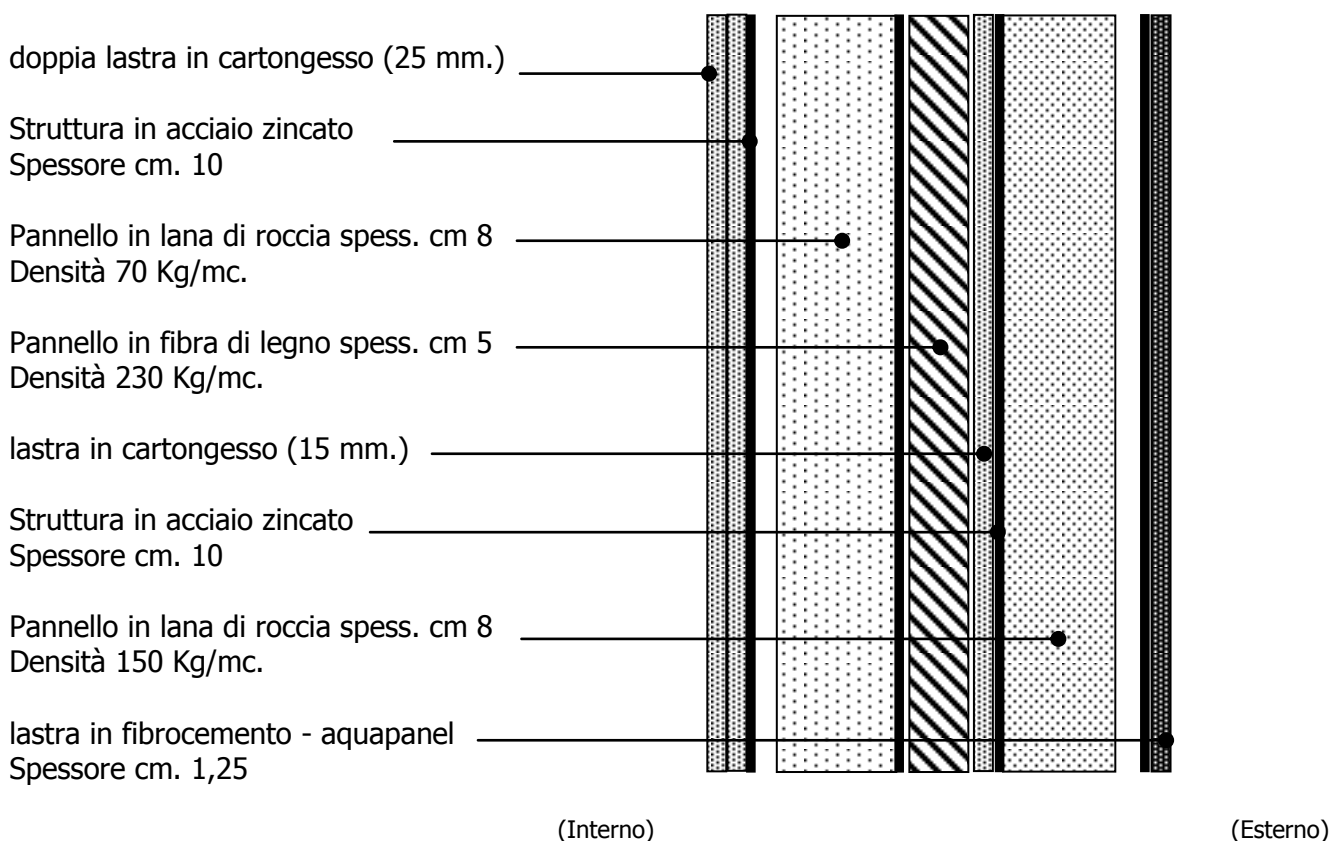 doppia lastra in cartongesso (25 mm.)
Struttura in acciaio zincato
Spessore cm. 10
Pannello in lana di roccia spess. cm 8
Densità 70 Kg/mc.
Pannello in fibra di legno spess. cm 5
Densità 230 Kg/mc.
lastra in cartongesso (15 mm.)
Struttura in acciaio zincato
Spessore cm. 10
Pannello in lana di roccia spess. cm 8
Densità 150 Kg/mc.
lastra in fibrocemento - aquapanel
Spessore cm. 1,25
(Interno)
(Esterno)